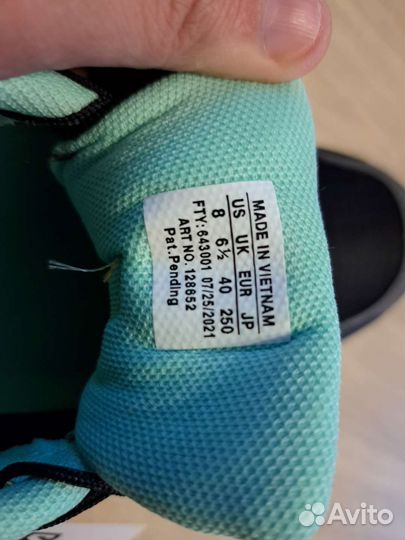 MADE IN VIETNAM
US UK EUR JP
8 6½ 40 250
FTY: 643001 07/25/2021
ART NO. 128652
Pat.Pending
Avito